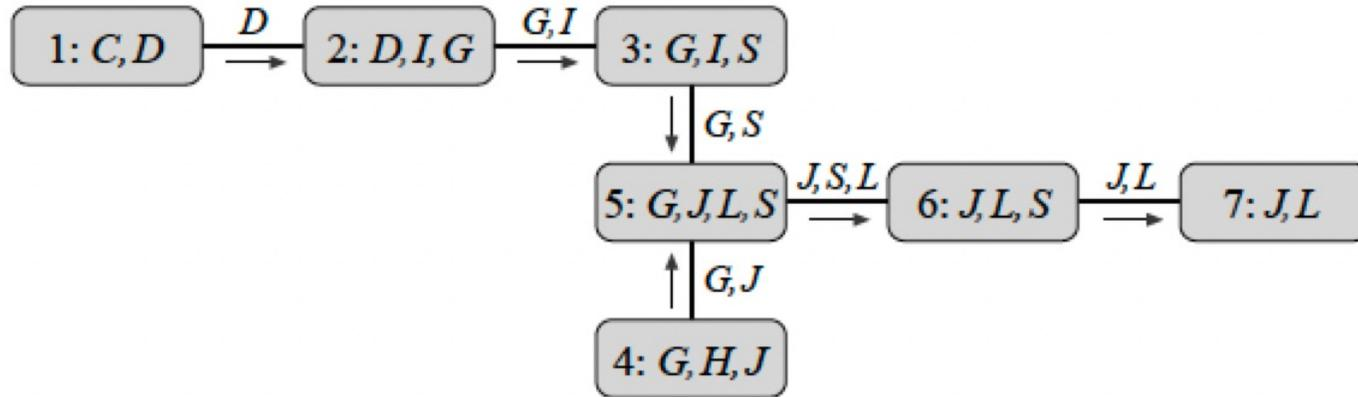 D
G, I
1: C, D
2: D, I, G
3: G, I, S
G, S
J, S, L
J, L
5: G, J, L, S
6: J, L, S
7: J, L
G, J
4: G, H, J